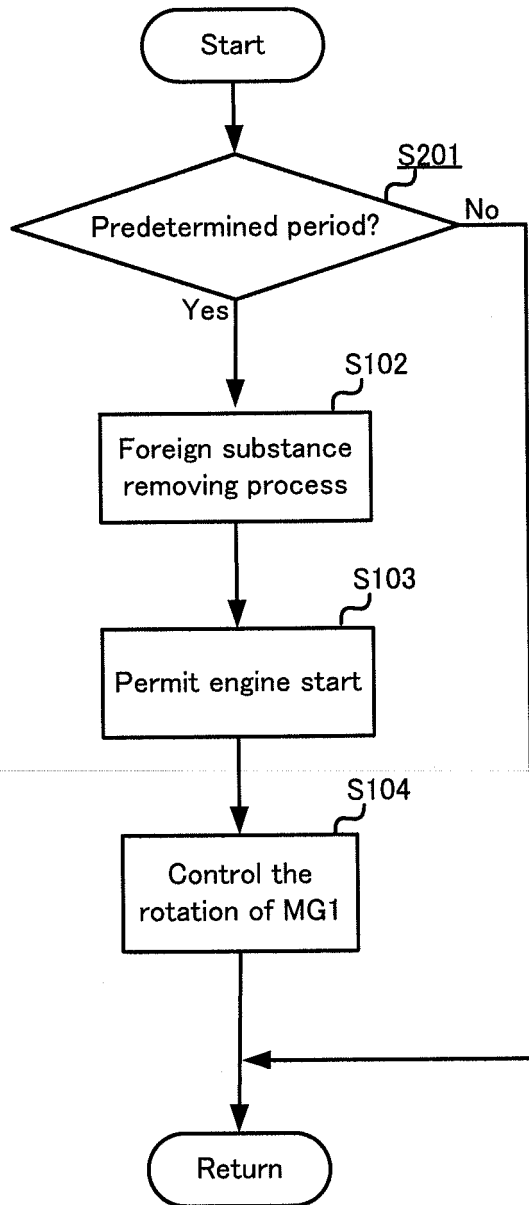 Start
S201
Predetermined period?
No
Yes
S102
Foreign substance
removing process
S103
Permit engine start
S104
Control the
rotation of MG1
Return